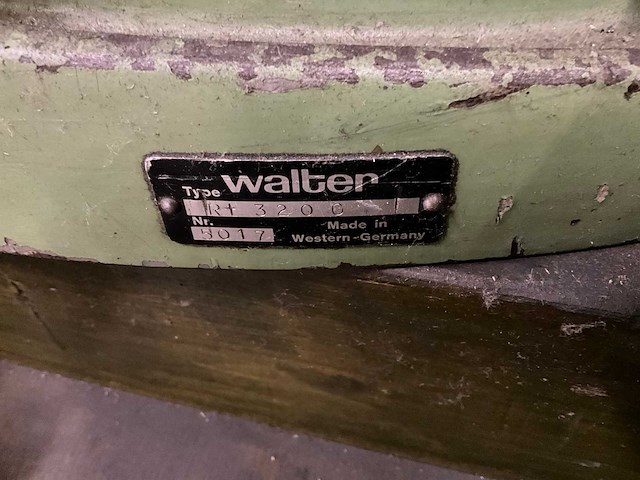 walter
Type
Rt 320 G
Nr.
5017
Made in
Western-Germany